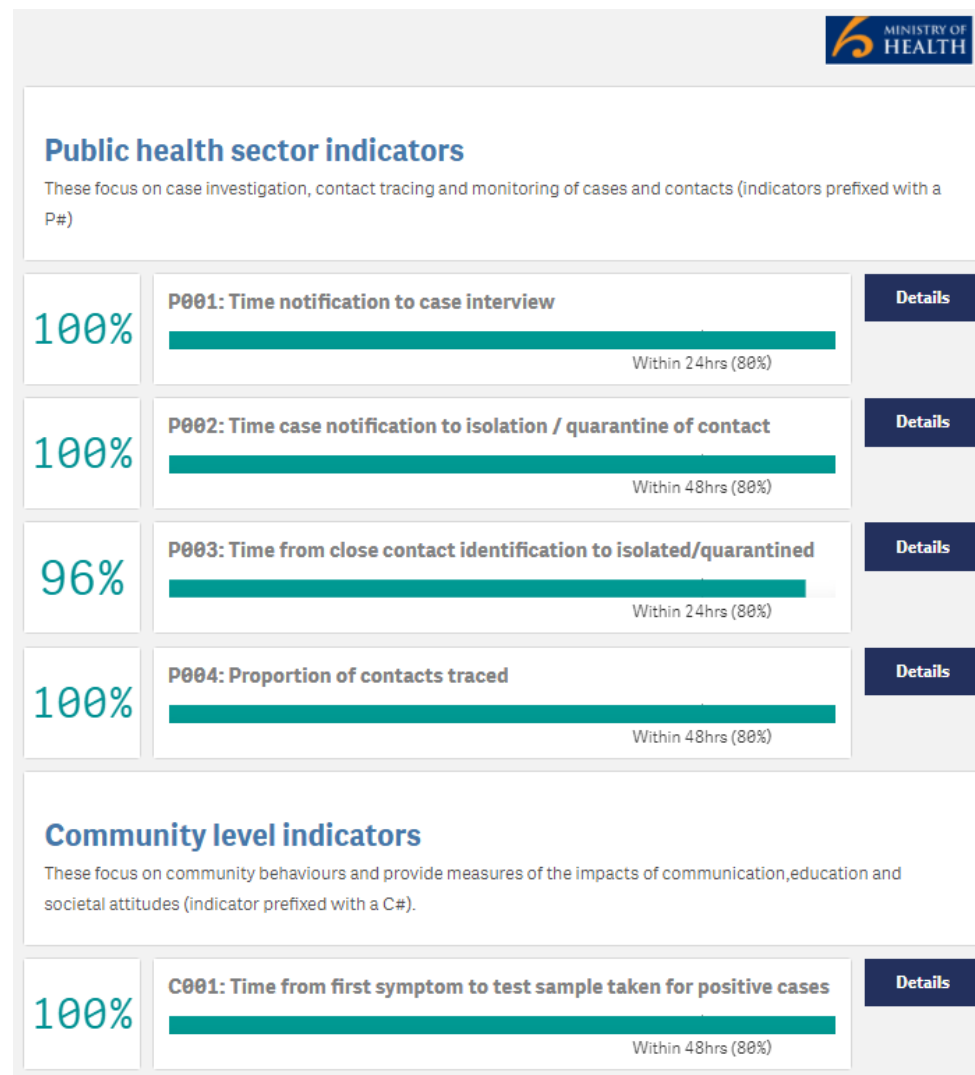 MINISTRY OF
HEALTH
Public health sector indicators
These focus on case investigation, contact tracing and monitoring of cases and contacts (indicators prefixed with a
P#)
100%
P001: Time notification to case interview
Within 24hrs (80%)
Details
100%
P002: Time case notification to isolation / quarantine of contact
Within 48hrs (80%)
Details
96%
P003: Time from close contact identification to isolated/quarantined
Within 24hrs (80%)
Details
100%
P004: Proportion of contacts traced
Within 48hrs (80%)
Details
Community level indicators
These focus on community behaviours and provide measures of the impacts of communication,education and
societal attitudes (indicator prefixed with a C#).
100%
C001: Time from first symptom to test sample taken for positive cases
Within 48hrs (80%)
Details